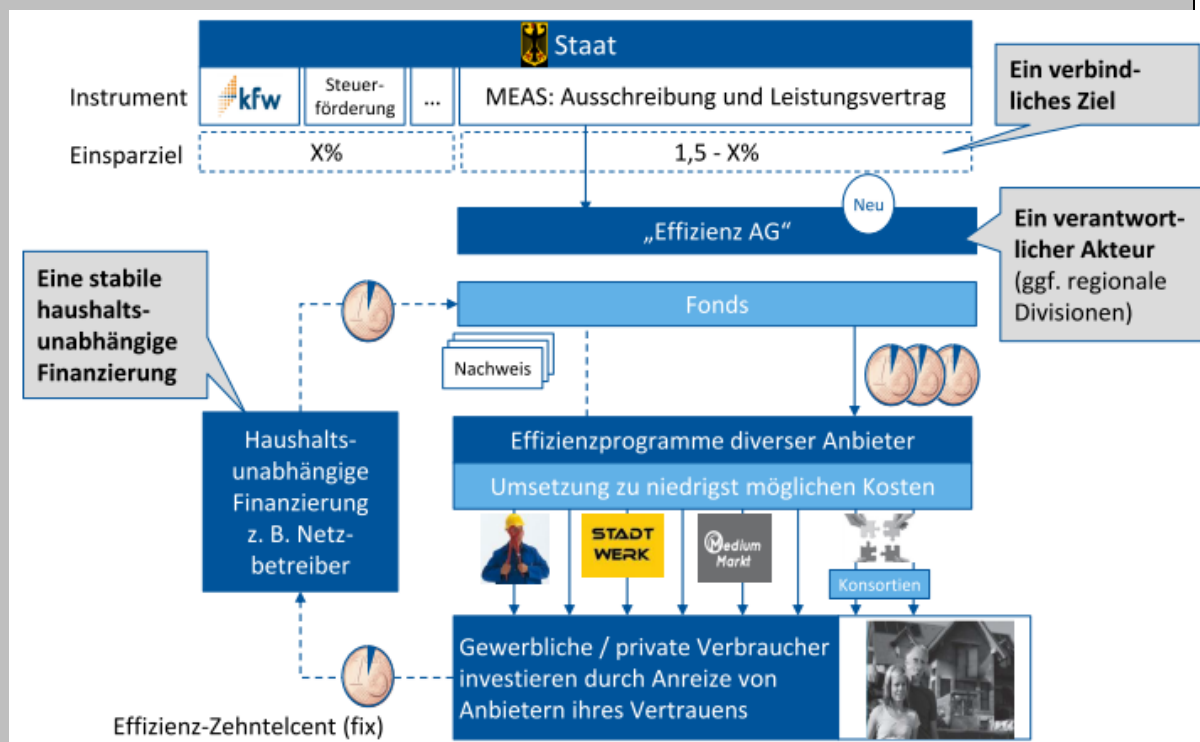 Staat
Instrument
kfw
Steuer-
förderung
...
MEAS: Ausschreibung und Leistungsvertrag
Ein verbind-
liches Ziel
Einsparziel
X%
1,5 - X%
Neu
„Effizienz AG“
Ein verantwort-
licher Akteur
(ggf. regionale
Divisionen)
Eine stabile
haushalts-
unabhängige
Finanzierung
Fonds
Nachweis
Haushalts-
unabhängige
Finanzierung
z. B. Netz-
betreiber
Effizienzprogramme diverser Anbieter
Umsetzung zu niedrigst möglichen Kosten
STADT
WERK
Medium
Markt
Konsortien
Gewerbliche / private Verbraucher
investieren durch Anreize von
Anbietern ihres Vertrauens
Effizienz-Zehntelcent (fix)